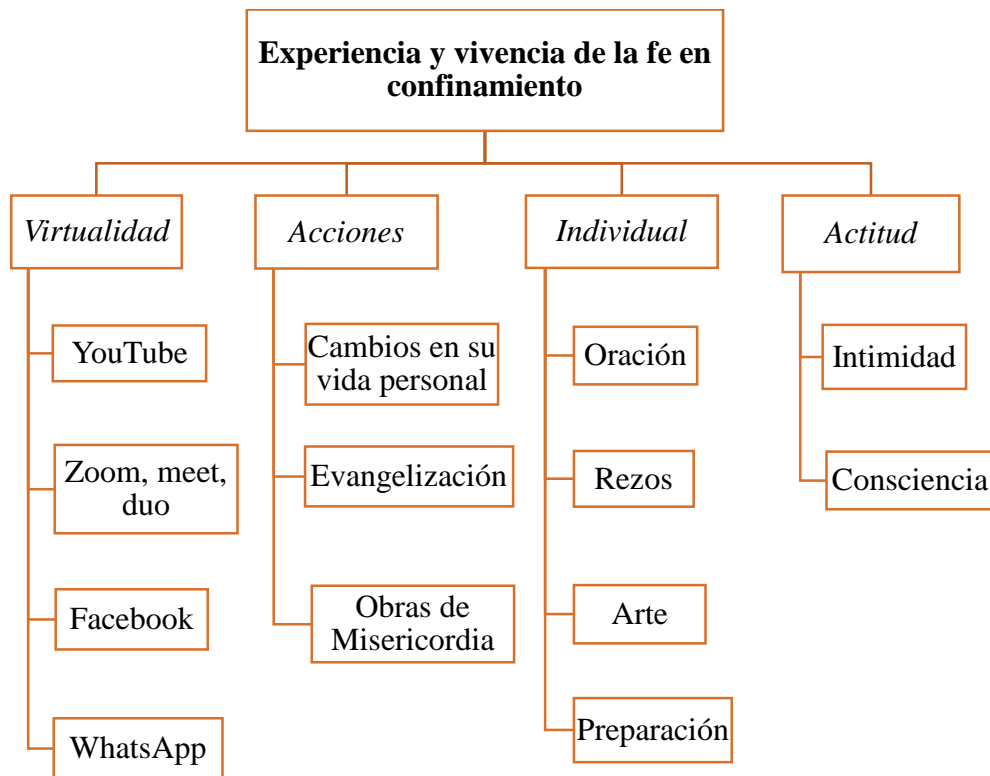 Experiencia y vivencia de la fe en
confinamiento
Virtualidad
Acciones
Individual
Actitud
YouTube
Zoom, meet,
duo
Facebook
WhatsApp
Cambios en su
vida personal
Evangelización
Obras de
Misericordia
Oración
Rezos
Arte
Preparación
Intimidad
Consciencia